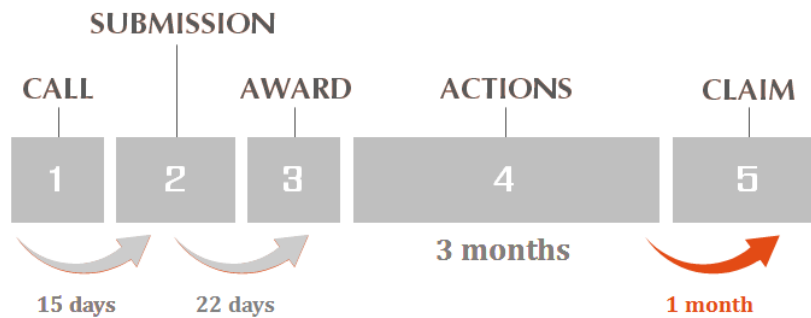 SUBMISSION
CALL
AWARD
ACTIONS
CLAIM
1
2
3
4
5
3 months
15 days
22 days
1 month